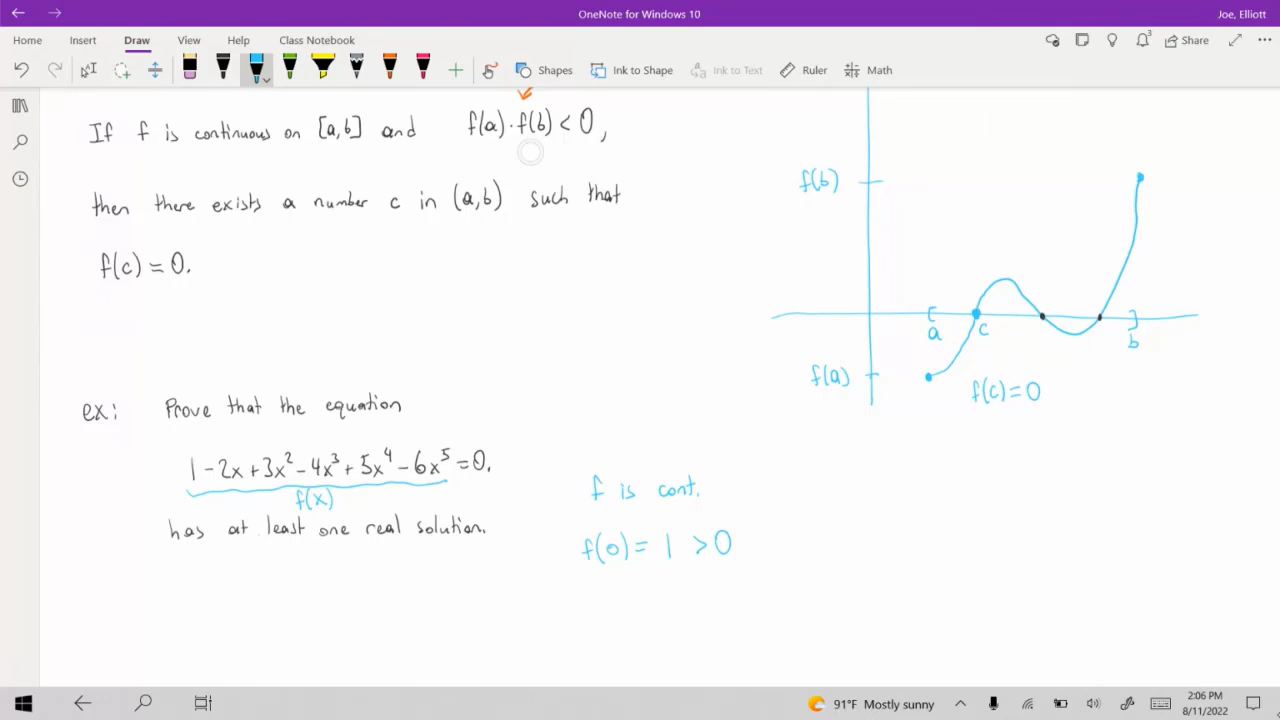 OneNote for Windows 10
Joe, Elliott
Home Insert Draw View Help Class Notebook
Share
Shapes Ink to Shape Ink to Text Ruler Math
If f is continuous on [a,b] and f(a)·f(b) < 0,
then there exists a number c in (a,b) such that
f(c) = 0.
f(b)
a
c
b
f(a)
f(c) = 0
ex: Prove that the equation
1 - 2x + 3x² - 4x³ + 5x⁴ - 6x⁵ = 0.
f(x)
has at least one real solution.
f is cont.
f(0) = 1 > 0
91°F Mostly sunny
2:06 PM
8/11/2022